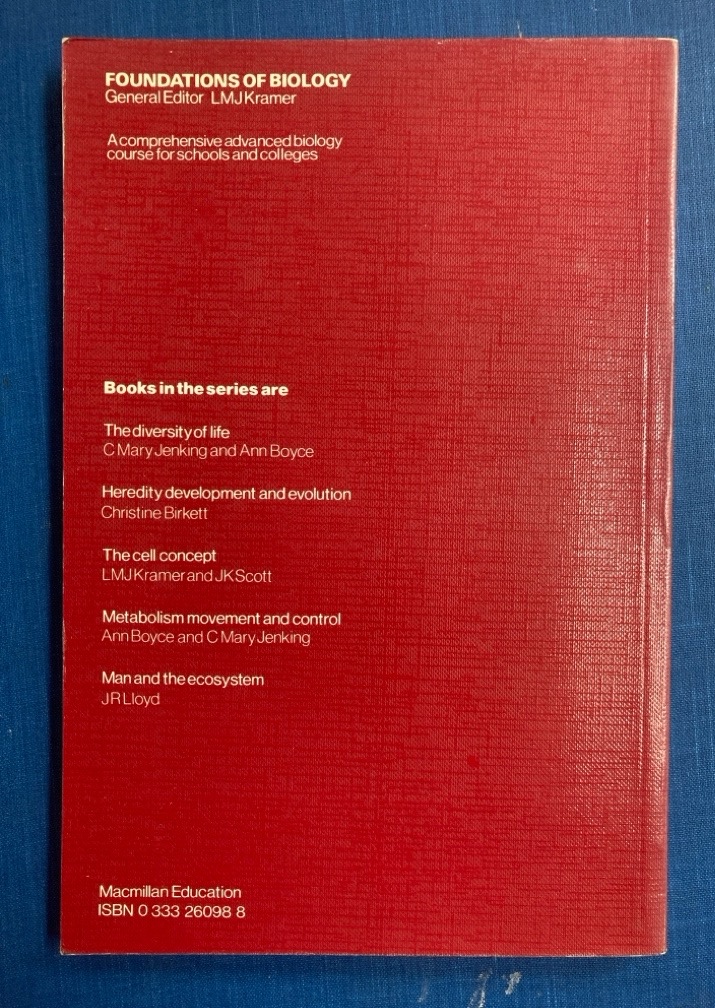 FOUNDATIONS OF BIOLOGY
General Editor LMJ Kramer
A comprehensive advanced biology
course for schools and colleges
Books in the series are
The diversity of life
C Mary Jenking and Ann Boyce
Heredity development and evolution
Christine Birkett
The cell concept
LMJ Kramer and JK Scott
Metabolism movement and control
Ann Boyce and C Mary Jenking
Man and the ecosystem
JR Lloyd
Macmillan Education
ISBN 0 333 26098 8